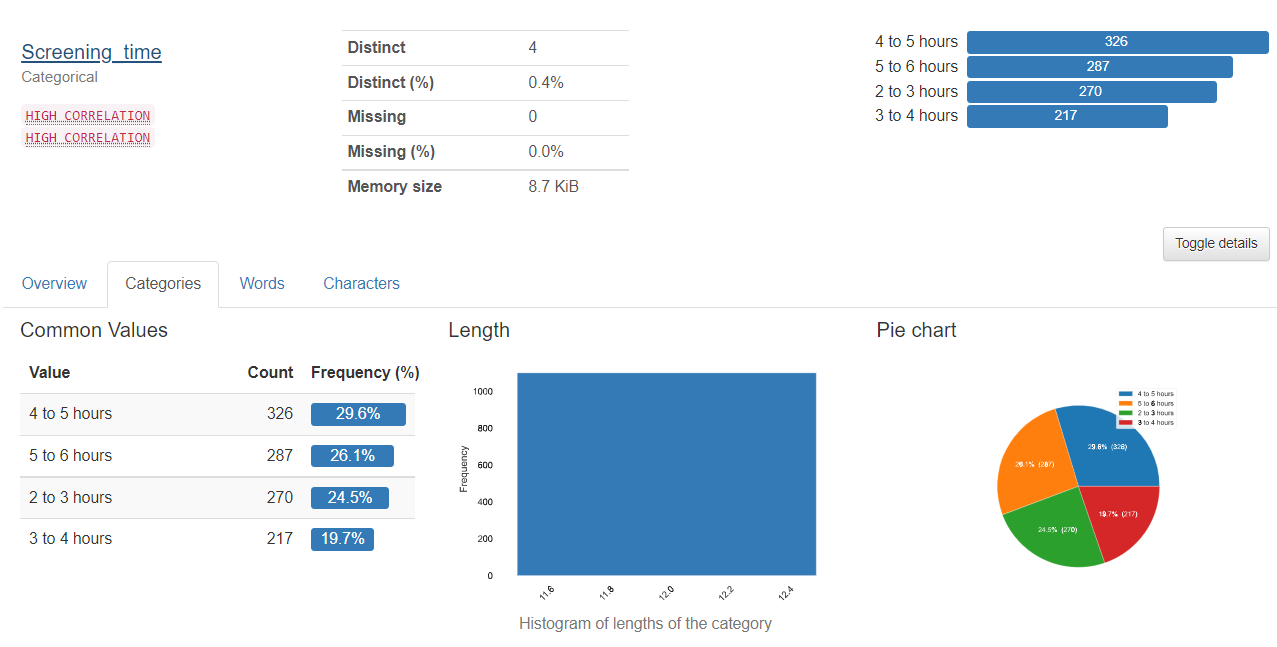 Screening_time
Categorical
HIGH CORRELATION
HIGH CORRELATION
Distinct 4
Distinct (%) 0.4%
Missing 0
Missing (%) 0.0%
Memory size 8.7 KiB
4 to 5 hours 326
5 to 6 hours 287
2 to 3 hours 270
3 to 4 hours 217
Toggle details
Overview Categories Words Characters
Common Values
Value Count Frequency (%)
4 to 5 hours 326 29.6%
5 to 6 hours 287 26.1%
2 to 3 hours 270 24.5%
3 to 4 hours 217 19.7%
Length
1000
800
600
400
200
0
Frequency
11.6 11.8 12.0 12.2 12.4
Histogram of lengths of the category
Pie chart
4 to 5 hours
5 to 6 hours
2 to 3 hours
3 to 4 hours
29.6% (326)
26.1% (287)
24.5% (270)
19.7% (217)